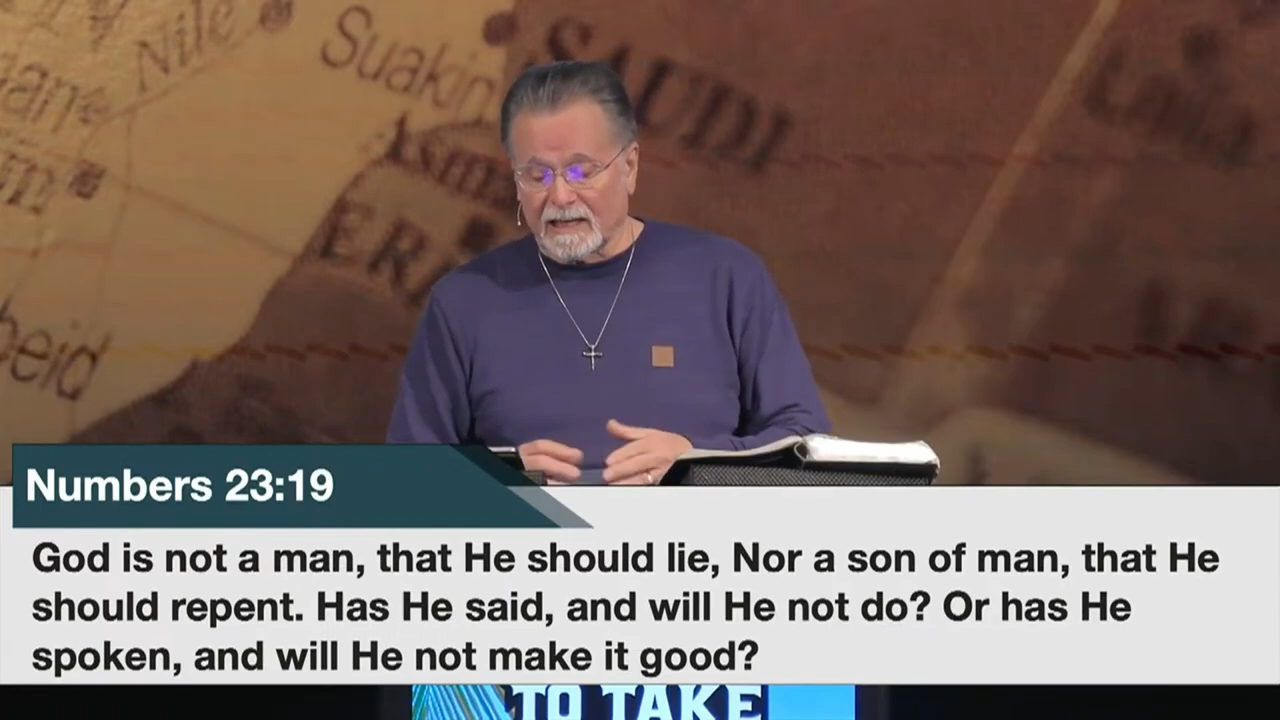 Nile
Suakin
SAUDI
Numbers 23:19
God is not a man, that He should lie, Nor a son of man, that He
should repent. Has He said, and will He not do? Or has He
spoken, and will He not make it good?
TO TAKE